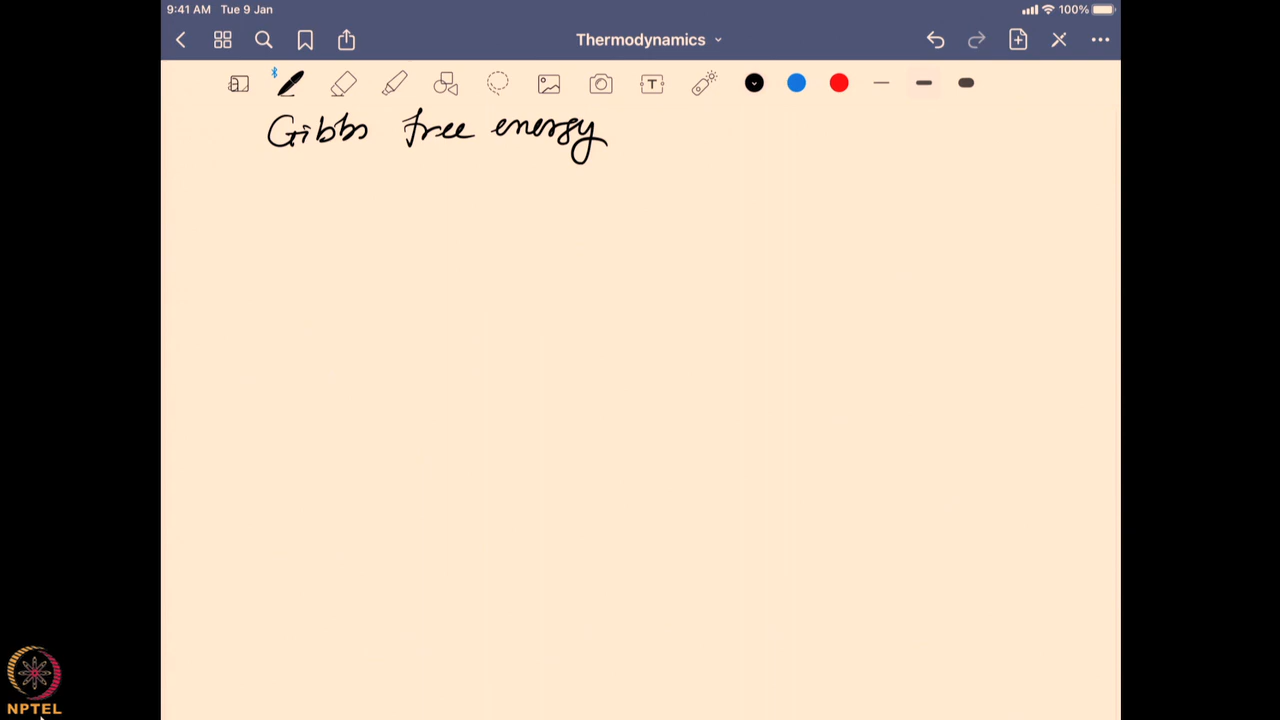 9:41 AM Tue 9 Jan 100%
Thermodynamics
T
Gibbs free energy
NPTEL